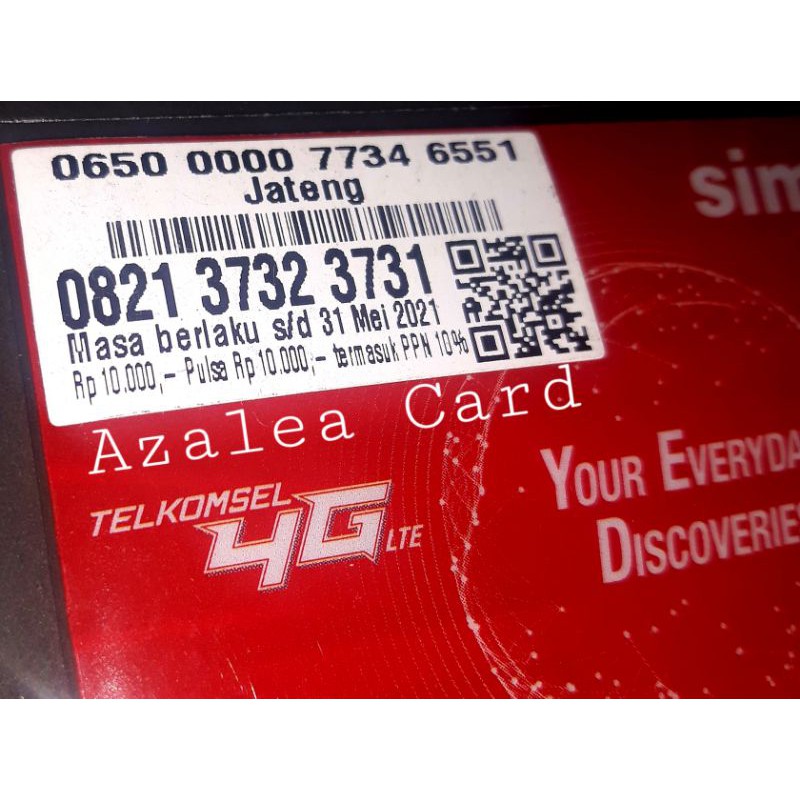 0650 0000 7734 6551
Jateng
0821 3732 3731
Masa berlaku s/d 31 Mei 2021
Rp 10.000,- Pulsa Rp 10.000,- termasuk PPN 10%
Azalea Card
TELKOMSEL
4G LTE
sim
YOUR EVERYDA
DISCOVERIES